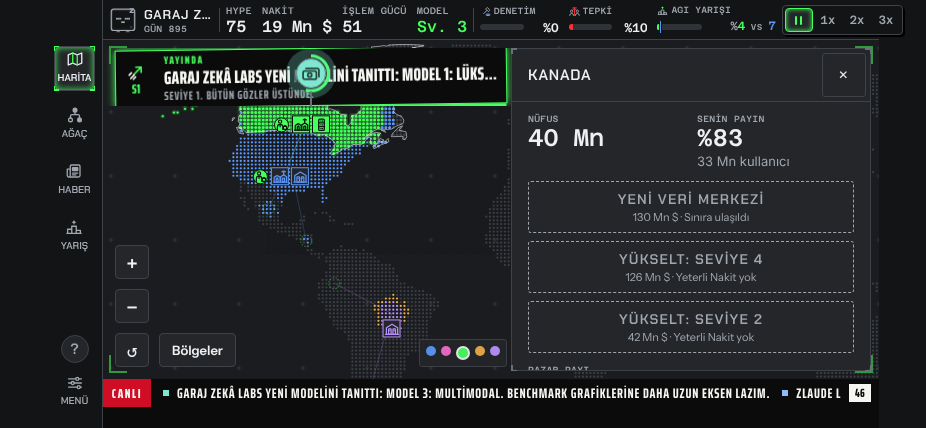 GARAJ Z...
GÜN 895
HYPE
75
NAKİT
19 Mn $
İŞLEM GÜCÜ
51
MODEL
Sv. 3
DENETİM
%0
TEPKİ
%10
AGI YARIŞI
%4 vs 7
1x
2x
3x
HARİTA
AĞAÇ
HABER
YARIŞ
?
MENÜ
S1
YAYINDA
GARAJ ZEKÂ LABS YENİ MODELİNİ TANITTI: MODEL 1: LÜKS...
SEVİYE 1. BÜTÜN GÖZLER ÜSTÜNDE
+
−
↺
Bölgeler
KANADA
×
NÜFUS
40 Mn
SENİN PAYIN
%83
33 Mn kullanıcı
YENİ VERİ MERKEZİ
130 Mn $ · Sınıra ulaşıldı
YÜKSELT: SEVİYE 4
126 Mn $ · Yeterli Nakit yok
YÜKSELT: SEVİYE 2
42 Mn $ · Yeterli Nakit yok
PAZAR PAYI
CANLI
GARAJ ZEKÂ LABS YENİ MODELİNİ TANITTI: MODEL 3: MULTİMODAL. BENCHMARK GRAFİKLERİNE DAHA UZUN EKSEN LAZIM.
ZLAUDE L
46